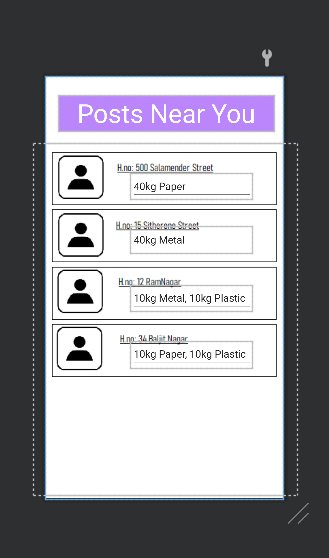 Posts Near You
H.no: 500 Salamender Street
40kg Paper
H.no: 15 Sitherene Street
40kg Metal
H.no: 12 RamNagar
10kg Metal, 10kg Plastic
H.no: 34 Baljit Nagar
10kg Paper, 10kg Plastic